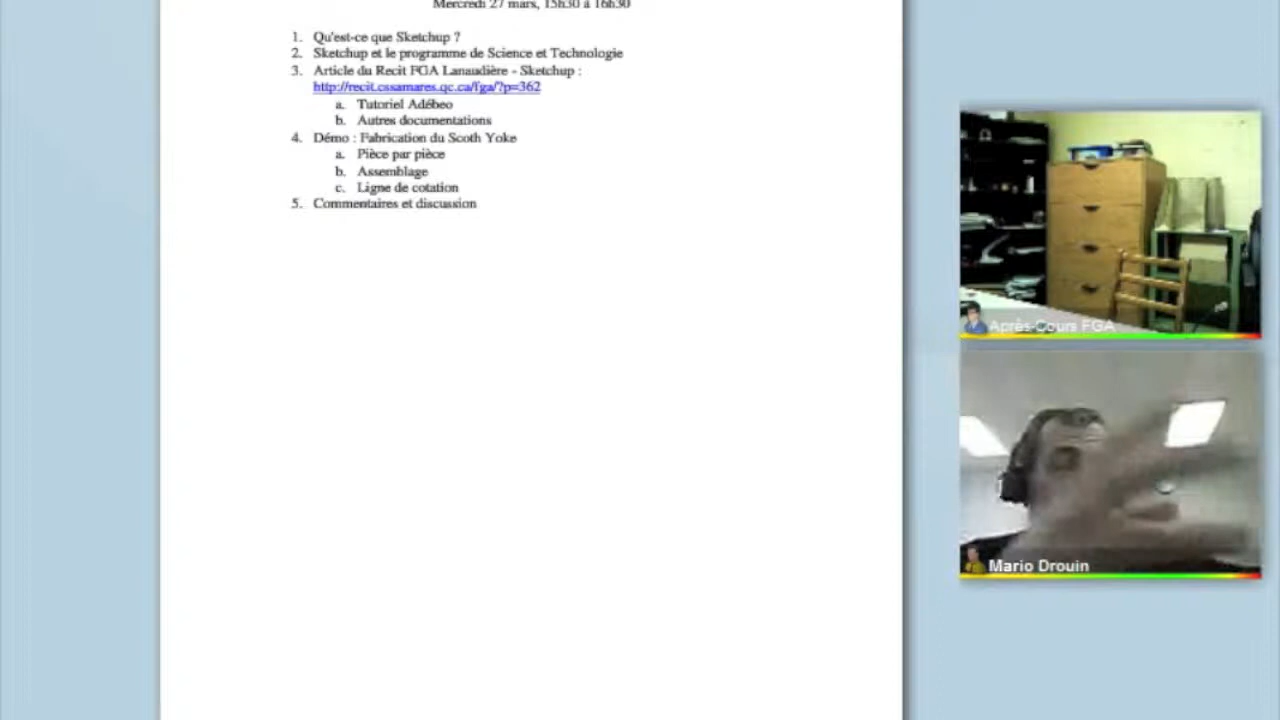 Mercredi 27 mars, 15h30 à 16h30
1. Qu'est-ce que Sketchup ?
2. Sketchup et le programme de Science et Technologie
3. Article du Recit FGA Lanaudière - Sketchup :
http://recit.cssamares.qc.ca/fga/?p=362
a. Tutoriel Adébeo
b. Autres documentations
4. Démo : Fabrication du Scoth Yoke
a. Pièce par pièce
b. Assemblage
c. Ligne de cotation
5. Commentaires et discussion
Après-Cours FGA
Mario Drouin